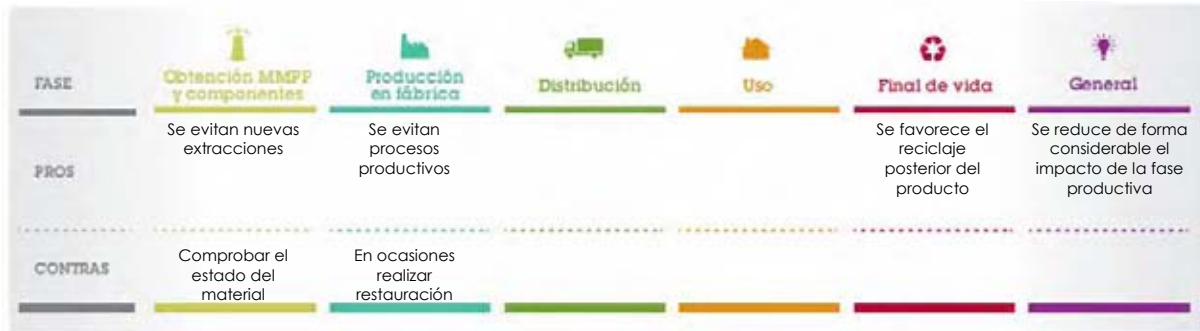 FASE
Obtención MMPP
y componentes
Producción
en fábrica
Distribución
Uso
Final de vida
General
PROS
Se evitan nuevas
extracciones
Se evitan
procesos
productivos
Se favorece el
reciclaje
posterior del
producto
Se reduce de forma
considerable el
impacto de la fase
productiva
CONTRAS
Comprobar el
estado del
material
En ocasiones
realizar
restauración